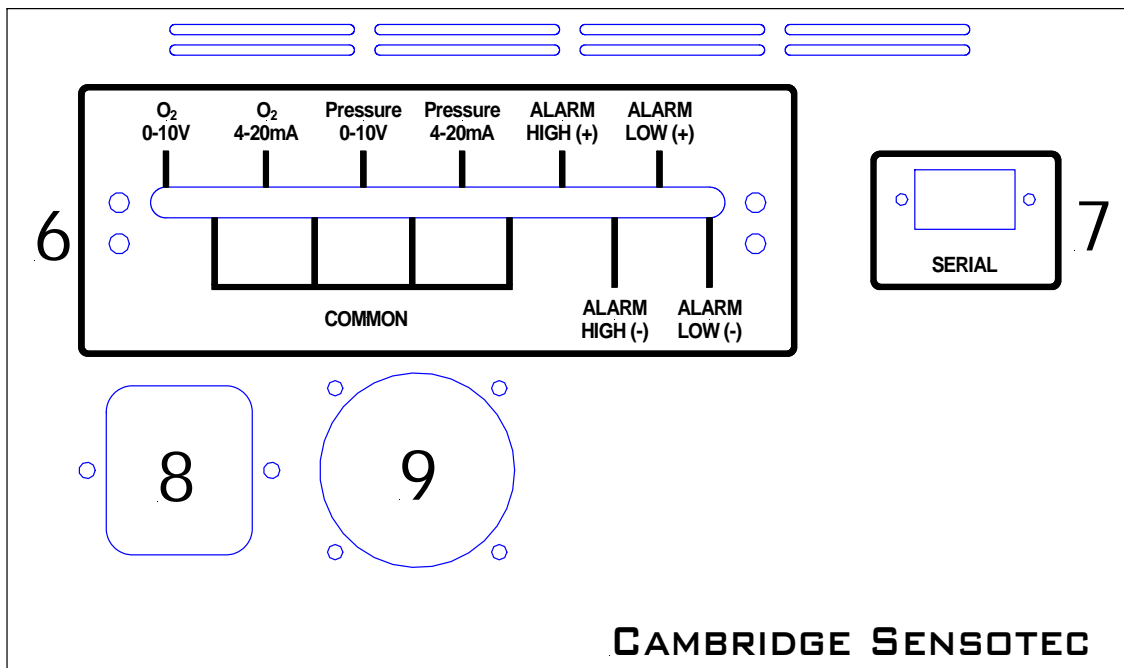 O₂
0-10V
O₂
4-20mA
Pressure
0-10V
Pressure
4-20mA
ALARM
HIGH (+)
ALARM
LOW (+)
6
7
SERIAL
COMMON
ALARM
HIGH (-)
ALARM
LOW (-)
8
9
CAMBRIDGE SENSOTEC